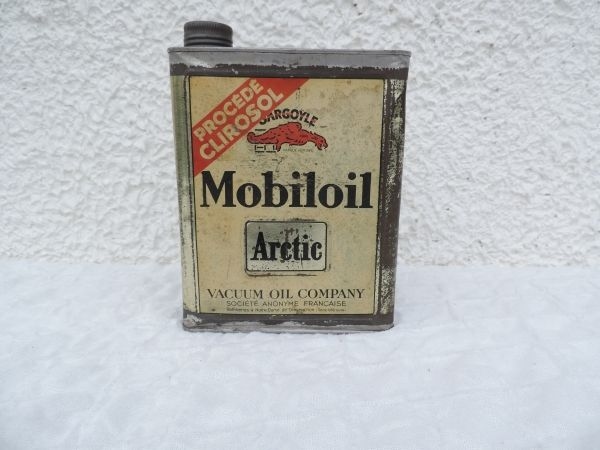 PROCÉDÉ
CLIROSOL
GARGOYLE
Mobiloil
Arctic
VACUUM OIL COMPANY
SOCIÉTÉ ANONYME FRANÇAISE